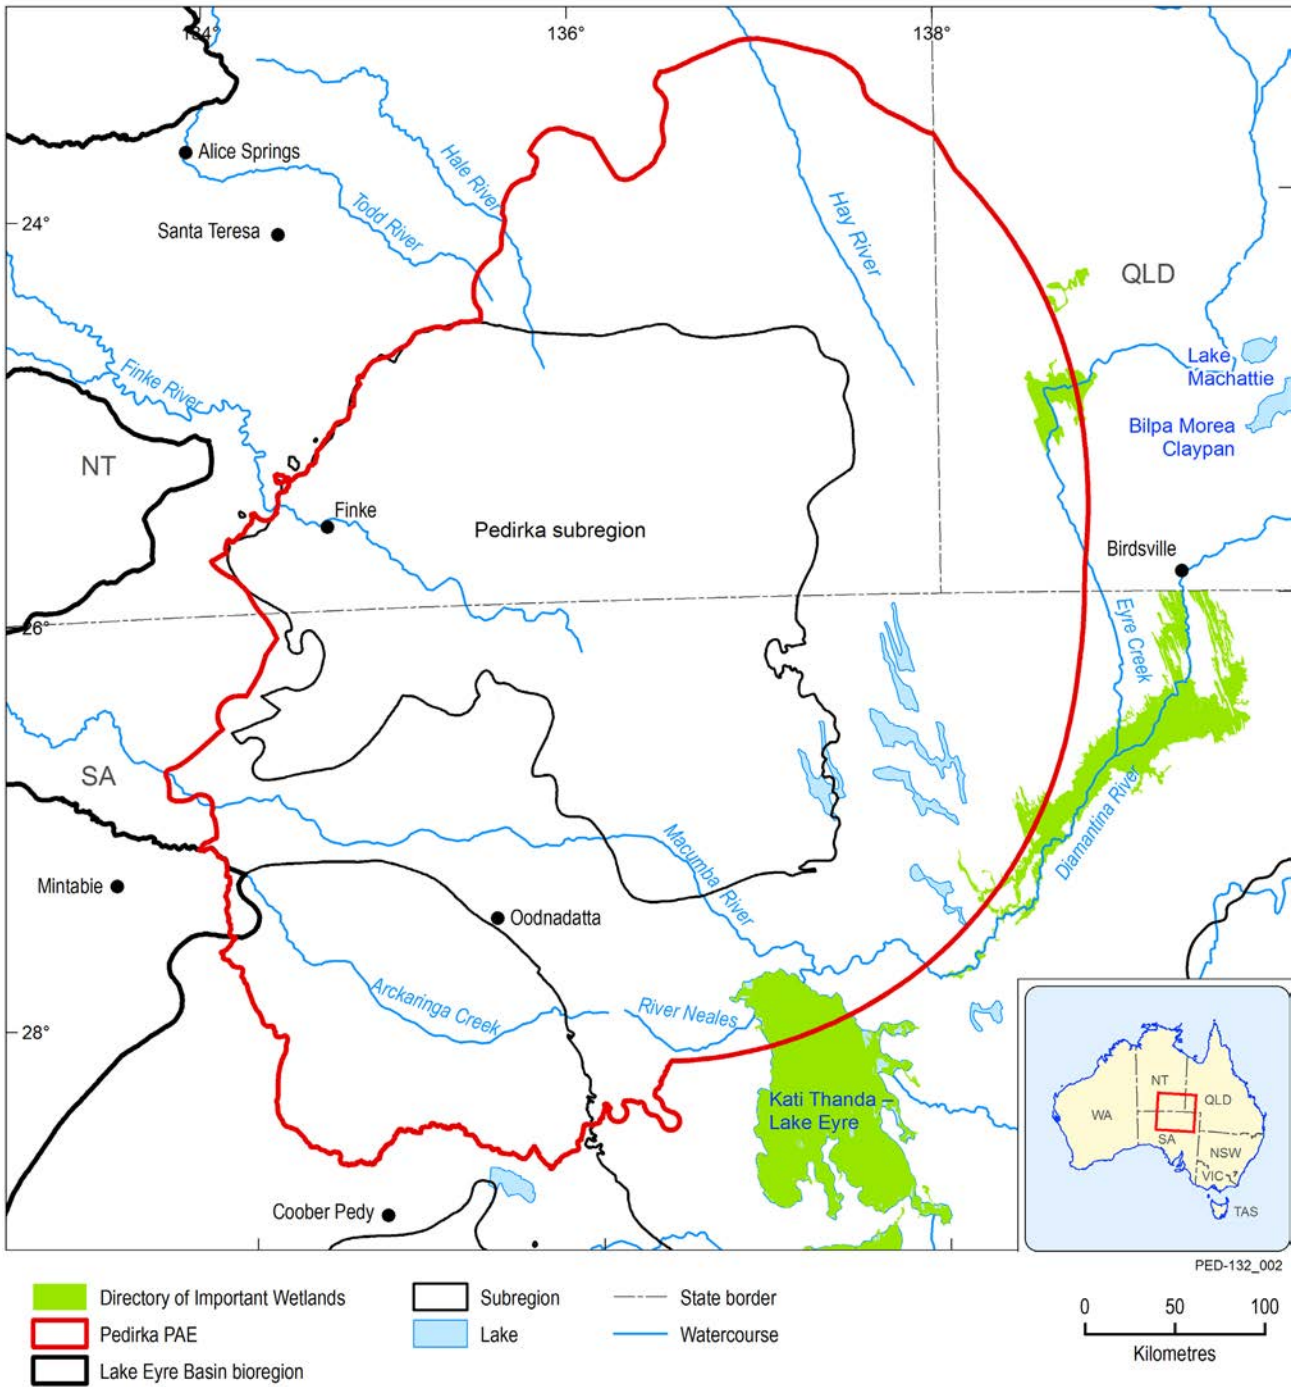 134°
136°
138°
Alice Springs
Hale River
Santa Teresa
Todd River
Hay River
24°
QLD
Lake
Machattie
Finke River
Bilpa Morea
Claypan
NT
Finke
Pedirka subregion
Birdsville
Eyre Creek
26°
SA
Diamantina River
Macumba River
Mintabie
Oodnadatta
Arckaringa Creek
River Neales
28°
Kati Thanda –
Lake Eyre
Coober Pedy
NT
QLD
WA
SA
NSW
VIC
TAS
PED-132_002
Directory of Important Wetlands
Pedirka PAE
Lake Eyre Basin bioregion
Subregion
Lake
State border
Watercourse
0 50 100
Kilometres